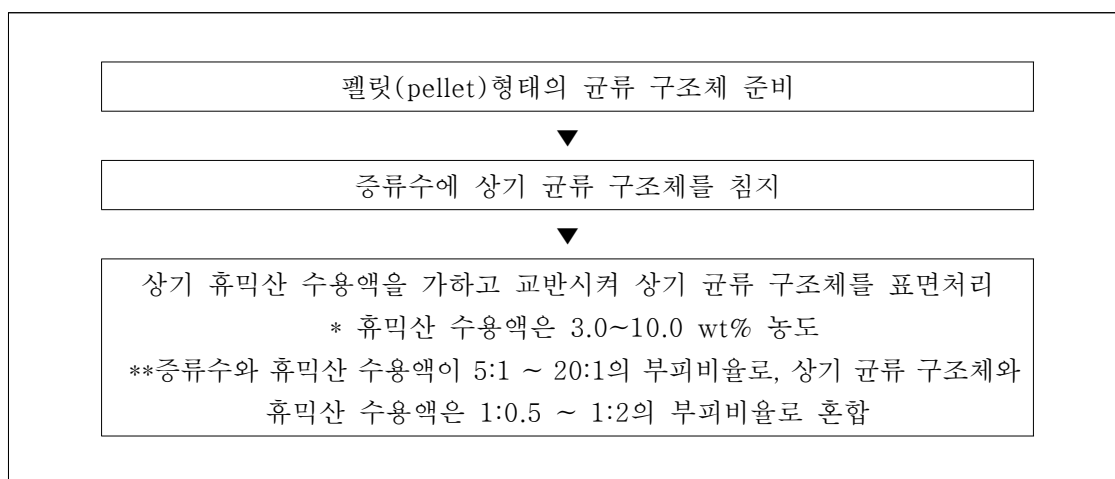 펠릿(pellet)형태의 균류 구조체 준비
▼
증류수에 상기 균류 구조체를 침지
▼
상기 휴믹산 수용액을 가하고 교반시켜 상기 균류 구조체를 표면처리
* 휴믹산 수용액은 3.0~10.0 wt% 농도
**증류수와 휴믹산 수용액이 5:1 ~ 20:1의 부피비율로, 상기 균류 구조체와
휴믹산 수용액은 1:0.5 ~ 1:2의 부피비율로 혼합